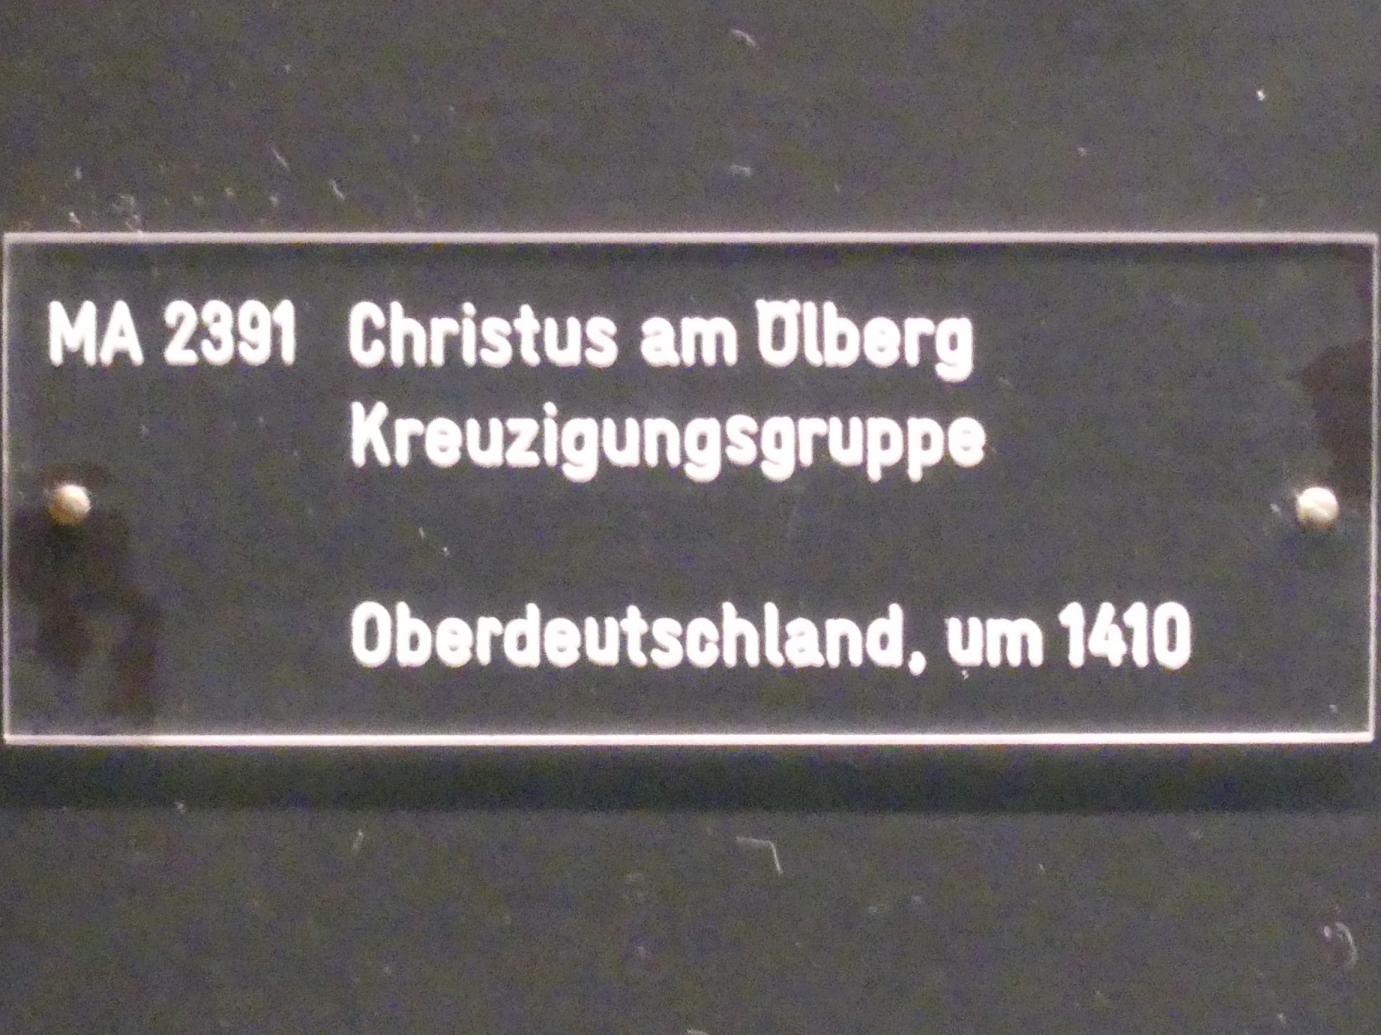 MA 2391 Christus am Ölberg
Kreuzigungsgruppe
Oberdeutschland, um 1410